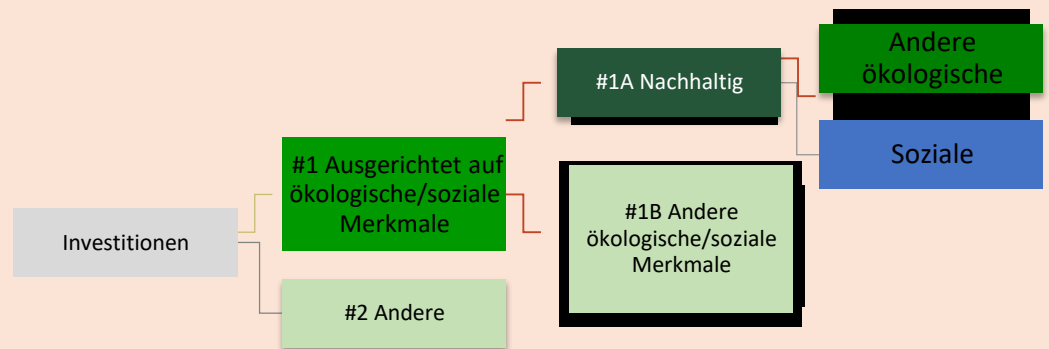 Investitionen
#1 Ausgerichtet auf
ökologische/soziale
Merkmale
#2 Andere
#1A Nachhaltig
#1B Andere
ökologische/soziale
Merkmale
Andere
ökologische
Soziale